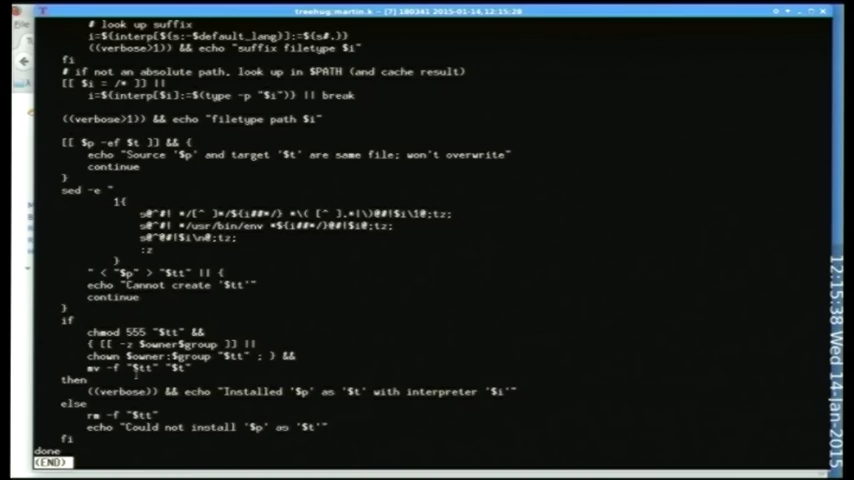 treehug:martin.k - [7] 180341 2015-01-14,12:15:28
# look up suffix
i=${interp[${s:-$default_lang}]:=${s#.}}
((verbose>1)) && echo "suffix filetype $i"
fi
# if not an absolute path, look up in $PATH (and cache result)
[[ $i = /* ]] ||
i=${interp[$i]:=$(type -p "$i")} || break
((verbose>1)) && echo "filetype path $i"
[[ $p -ef $t ]] && {
echo "Source '$p' and target '$t' are same file; won't overwrite"
continue
}
sed -e "
1{
s@^#! */[^ ]*/${i##*/} *\( [^ ].*|\)@#!$i\1@;tz;
s@^#! */usr/bin/env *${i##*/}@#!$i@;tz;
s@^@#!$i\n@;tz;
:z
}
" < "$p" > "$tt" || {
echo "Cannot create '$tt'"
continue
}
if
chmod 555 "$tt" &&
{ [[ -z $owner$group ]] ||
chown $owner:$group "$tt" ; } &&
mv -f "$tt" "$t"
then
((verbose)) && echo "Installed '$p' as '$t' with interpreter '$i'"
else
rm -f "$tt"
echo "Could not install '$p' as '$t'"
fi
done
(END)
12:15:38 Wed 14-Jan-2015